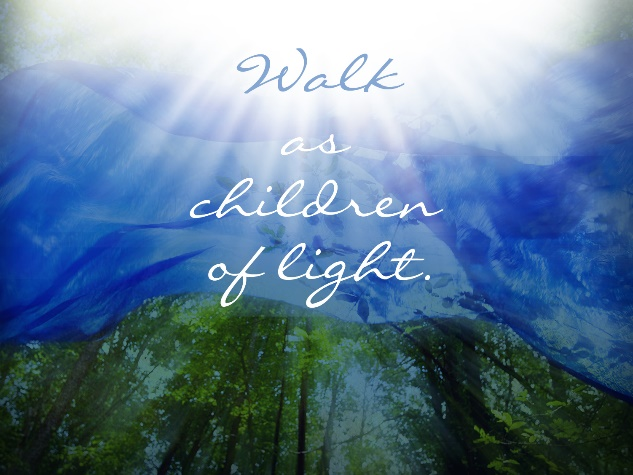 Walk
as
children
of light.